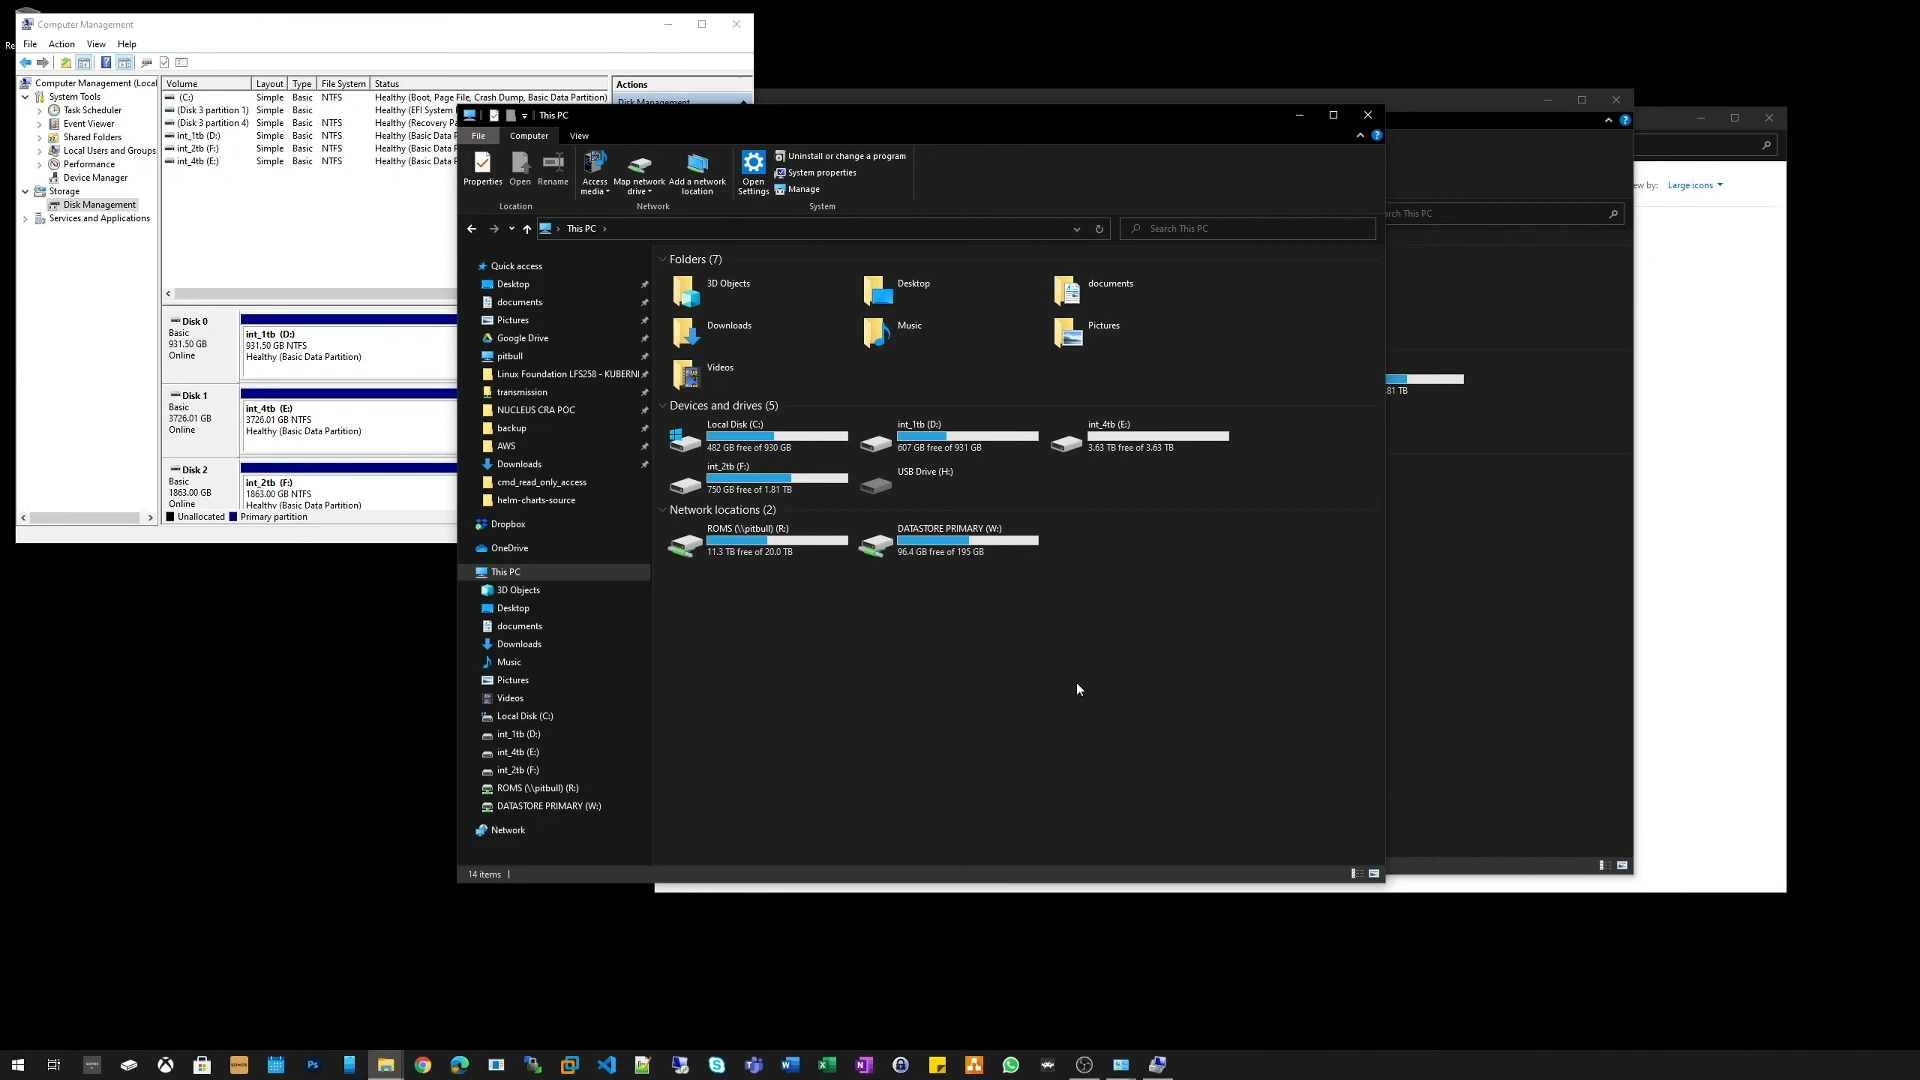 Computer Management
File Action View Help
Computer Management (Local
System Tools
Task Scheduler
Event Viewer
Shared Folders
Local Users and Groups
Performance
Device Manager
Storage
Disk Management
Services and Applications
Volume Layout Type File System Status
(C:) Simple Basic NTFS Healthy (Boot, Page File, Crash Dump, Basic Data Partition)
(Disk 3 partition 1) Simple Basic Healthy (EFI System
(Disk 3 partition 4) Simple Basic Healthy (Recovery Pa
int_1tb (D:) Simple Basic NTFS Healthy (Basic Data P
int_2tb (F:) Simple Basic NTFS Healthy (Basic Data P
int_4tb (E:) Simple Basic NTFS Healthy (Basic Data P
Actions
Disk Management
Disk 0
Basic
931.50 GB
Online
int_1tb (D:)
931.50 GB NTFS
Healthy (Basic Data Partition)
Disk 1
Basic
3726.01 GB
Online
int_4tb (E:)
3726.01 GB NTFS
Healthy (Basic Data Partition)
Disk 2
Basic
1863.00 GB
Online
int_2tb (F:)
1863.00 GB NTFS
Healthy (Basic Data Partition)
Unallocated Primary partition
This PC
File Computer View
Properties Open Rename
Location
Access media
Map network drive
Add a network location
Network
Open Settings
Uninstall or change a program
System properties
Manage
System
This PC
Search This PC
Quick access
Desktop
documents
Pictures
Google Drive
pitbull
Linux Foundation LFS258 - KUBERNE
transmission
NUCLEUS CRA POC
backup
AWS
Downloads
cmd_read_only_access
helm-charts-source
Dropbox
OneDrive
This PC
3D Objects
Desktop
documents
Downloads
Music
Pictures
Videos
Local Disk (C:)
int_1tb (D:)
int_4tb (E:)
int_2tb (F:)
ROMS (\\pitbull) (R:)
DATASTORE PRIMARY (W:)
Network
Folders (7)
3D Objects
Desktop
documents
Downloads
Music
Pictures
Videos
Devices and drives (5)
Local Disk (C:)
482 GB free of 930 GB
int_1tb (D:)
607 GB free of 931 GB
int_4tb (E:)
3.63 TB free of 3.63 TB
int_2tb (F:)
750 GB free of 1.81 TB
USB Drive (H:)
Network locations (2)
ROMS (\\pitbull) (R:)
11.3 TB free of 20.0 TB
DATASTORE PRIMARY (W:)
96.4 GB free of 195 GB
14 items
rch This PC
.81 TB
ew by: Large icons
Re
SONOS
Ps